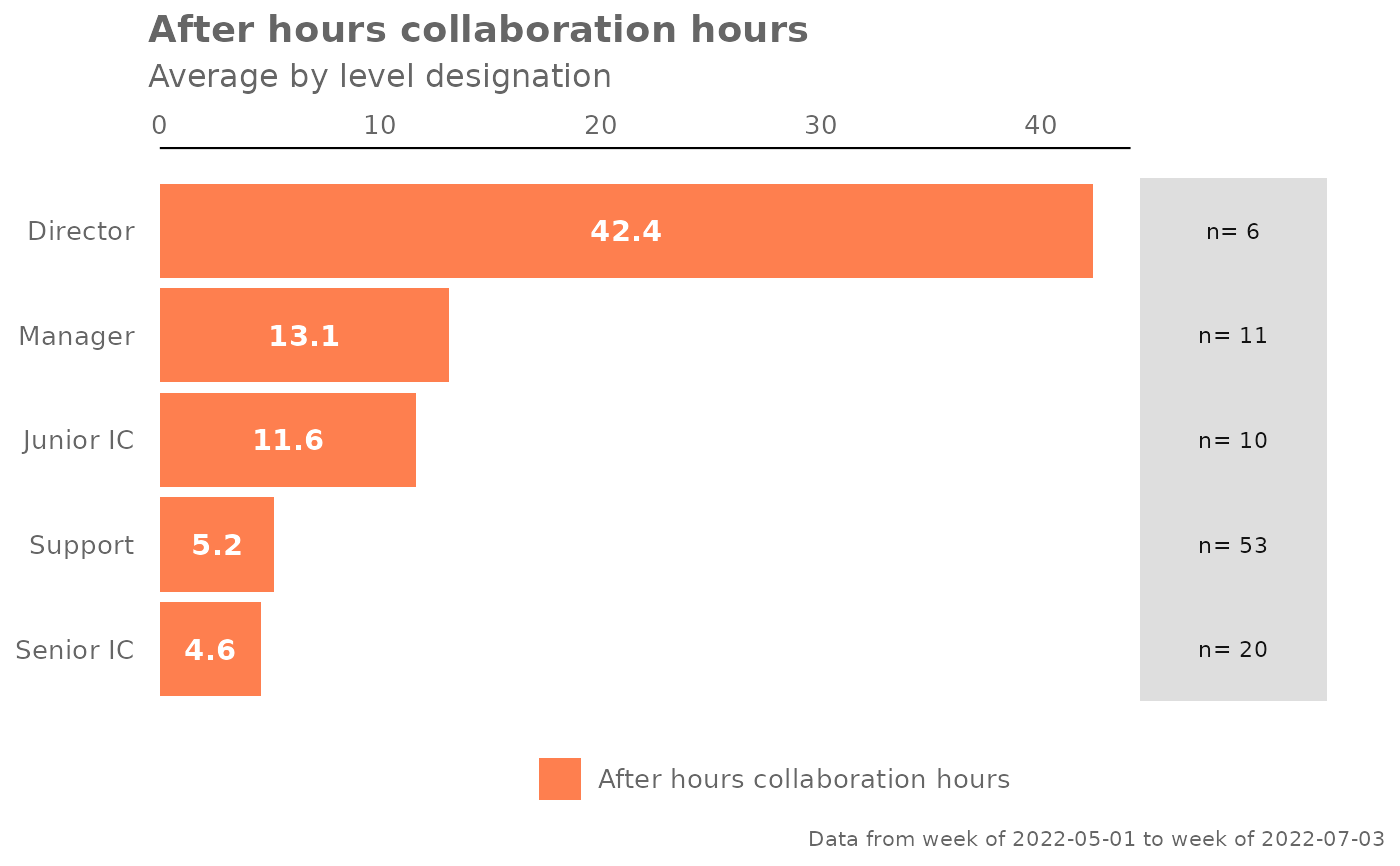 After hours collaboration hours
Average by level designation
0 10 20 30 40
Director 42.4 n= 6
Manager 13.1 n= 11
Junior IC 11.6 n= 10
Support 5.2 n= 53
Senior IC 4.6 n= 20
After hours collaboration hours
Data from week of 2022-05-01 to week of 2022-07-03